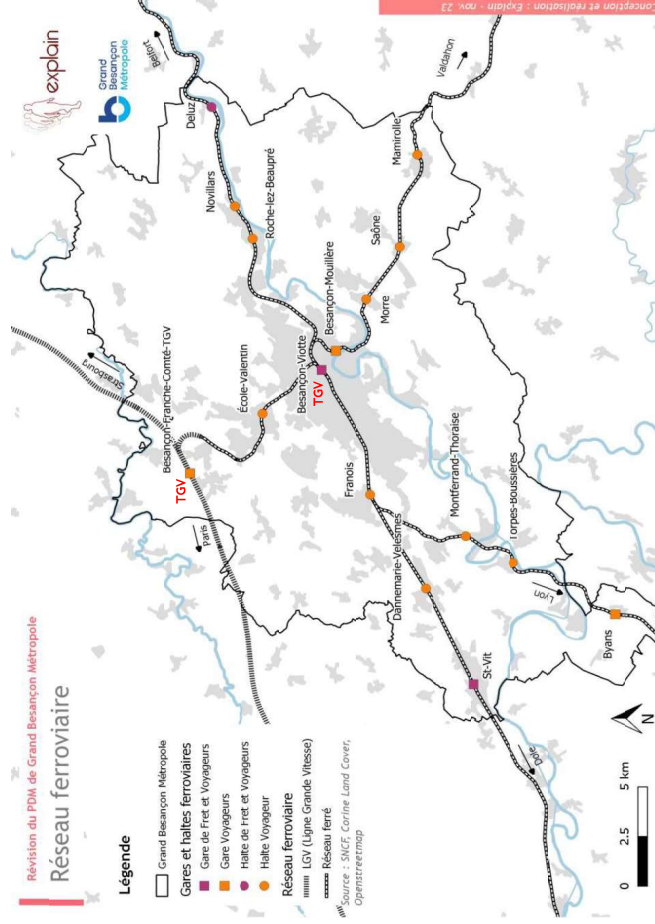 Révision du PDM de Grand Besançon Métropole
Réseau ferroviaire
explain
Grand
Besançon
Métropole
Légende
Grand Besançon Métropole
Gares et haltes ferroviaires
Gare de Fret et Voyageurs
Gare Voyageurs
Halte de Fret et Voyageurs
Halte Voyageur
Réseau ferroviaire
LGV (Ligne Grande Vitesse)
Réseau ferré
Source : SNCF, Corine Land Cover,
Openstreetmap
0 2.5 5 km
Strasbourg
Paris
Besançon-Franche-Comté-TGV
TGV
École-Valentin
Besançon-Viotte
TGV
Besançon-Mouillère
Belfort
Deluz
Novillars
Roche-lez-Beaupré
Valdahon
Mamirolle
Saône
Morre
Franois
Dannemarie-Velesmes
Montferrand-Thoraise
Torpes-Boussières
Lyon
Byans
St-Vit
Dôle
Conception et réalisation : Explain - nov. 23